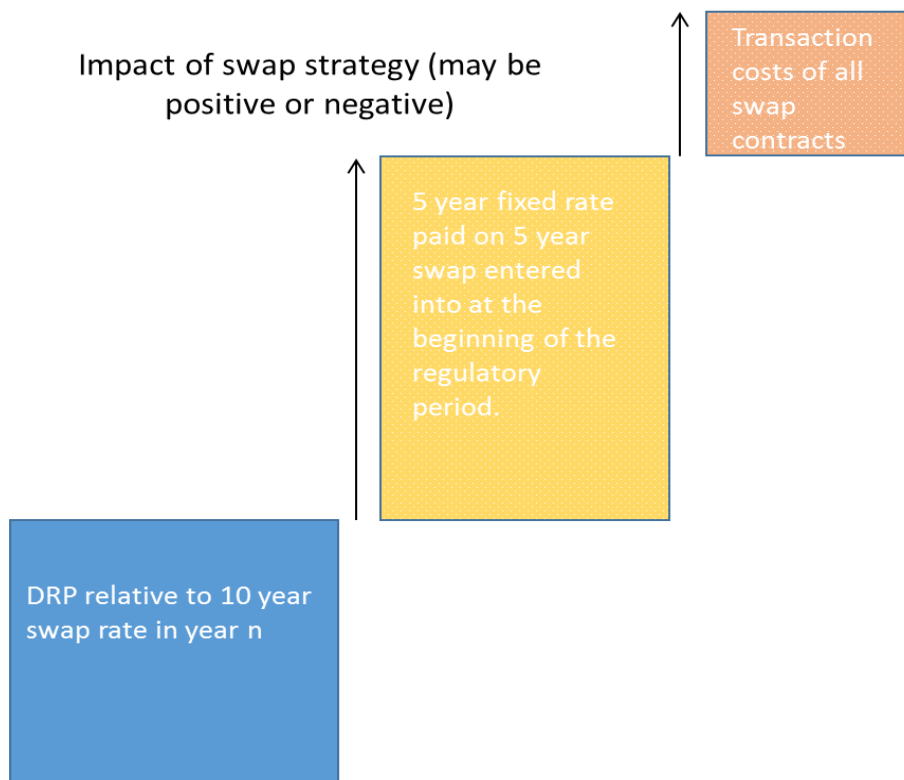 Impact of swap strategy (may be
positive or negative)
Transaction
costs of all
swap
contracts
5 year fixed rate
paid on 5 year
swap entered
into at the
beginning of the
regulatory
period.
DRP relative to 10 year
swap rate in year n